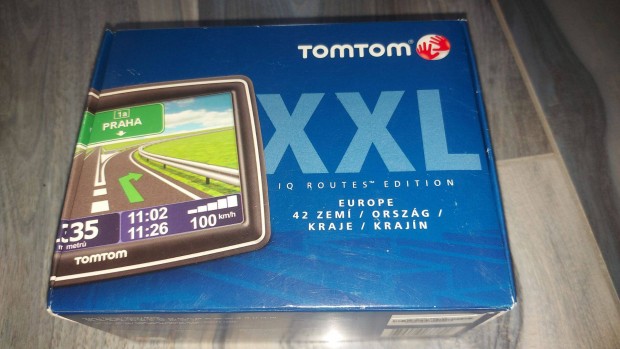 TOMTOM
XXL
IQ ROUTES™ EDITION
EUROPE
42 ZEMÍ / ORSZÁG /
KRAJE / KRAJÍN
1a
PRAHA
35
metrů
11:02
11:26
100 km/h
TOMTOM